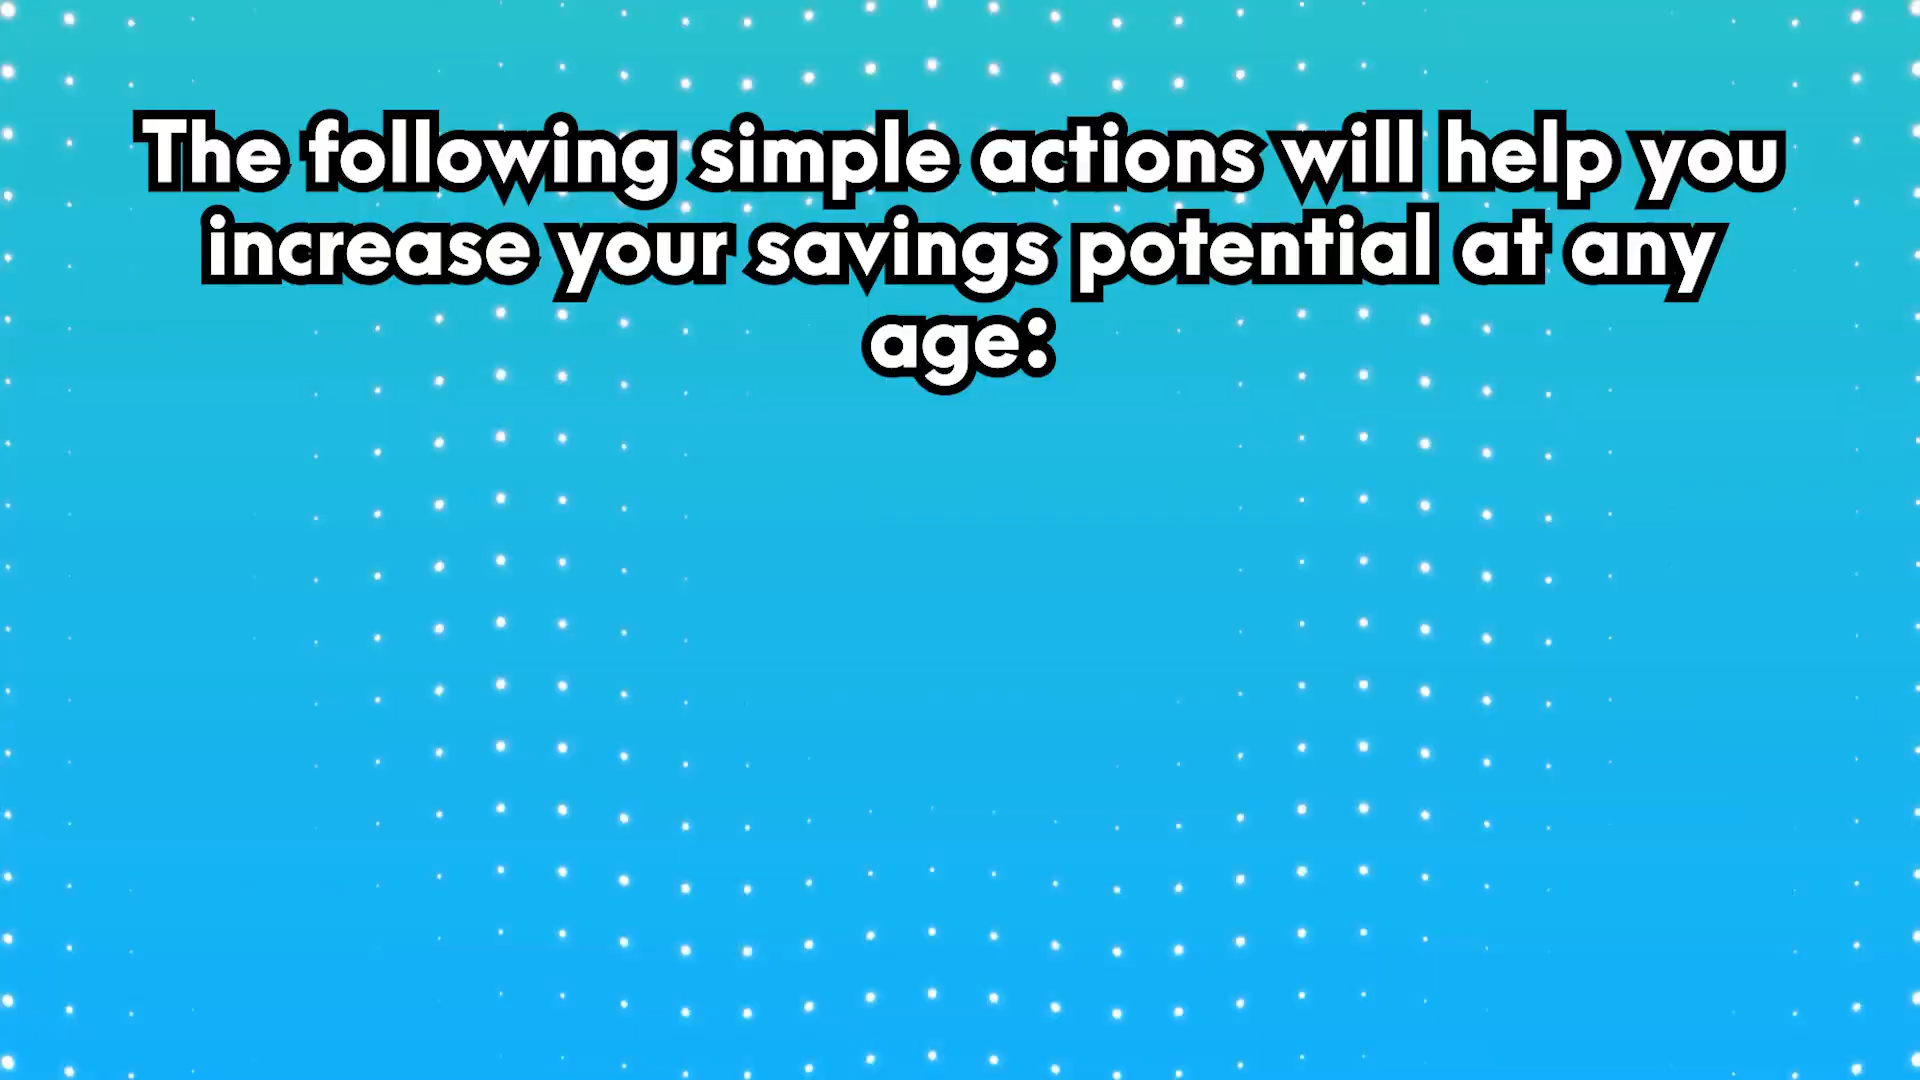 The following simple actions will help you
increase your savings potential at any
age: